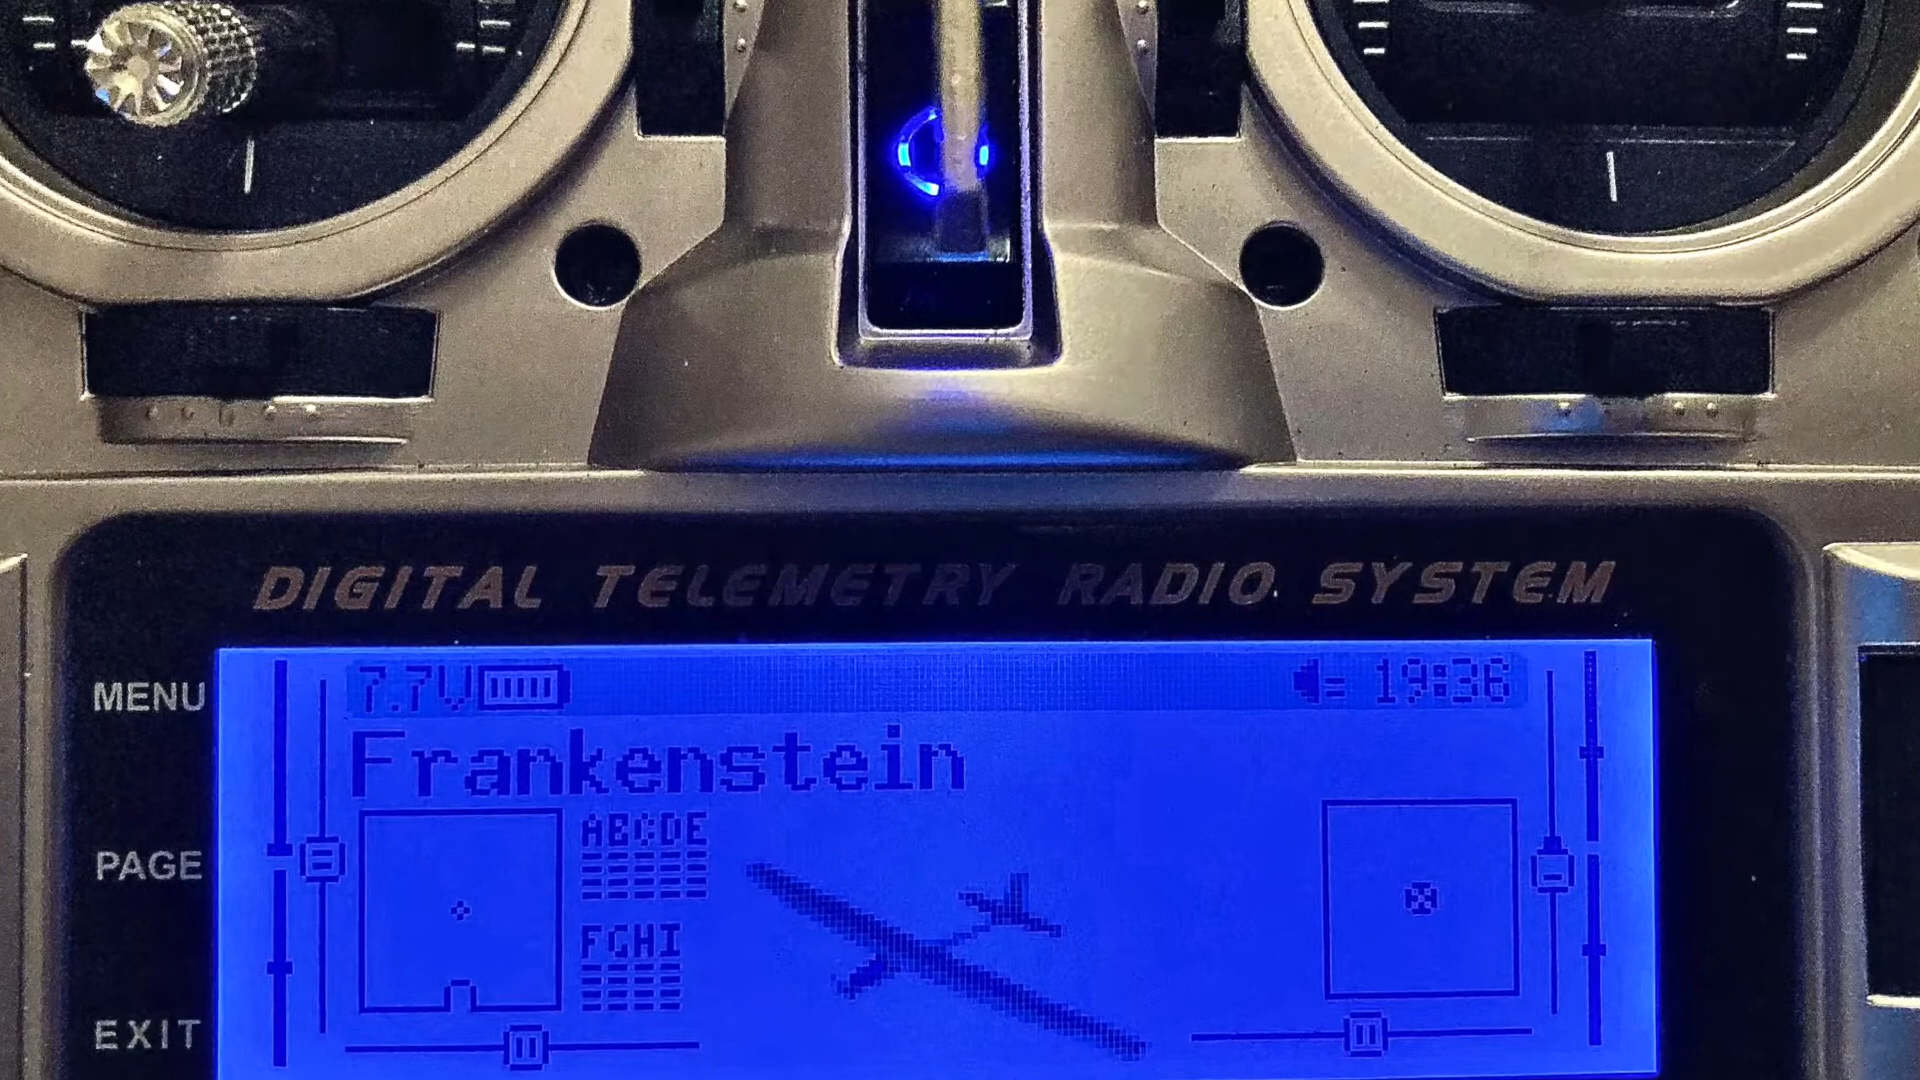 DIGITAL TELEMETRY RADIO SYSTEM
MENU
7.7V 19:36
Frankenstein
PAGE
ABCDE
FGHI
EXIT